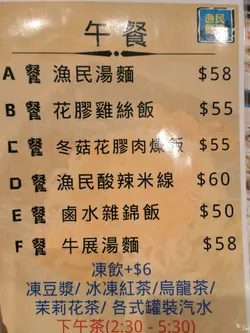 午餐
漁民
A 餐 漁民湯麵 $58
B 餐 花膠雞絲飯 $55
C 餐 冬菇花膠肉燥飯 $55
D 餐 漁民酸辣米線 $60
E 餐 鹵水雜錦飯 $50
F 餐 牛展湯麵 $58
凍飲+$6
凍豆漿/ 冰凍紅茶/烏龍茶/
茉莉花茶/ 各式罐裝汽水
下午茶(2:30 - 5:30)